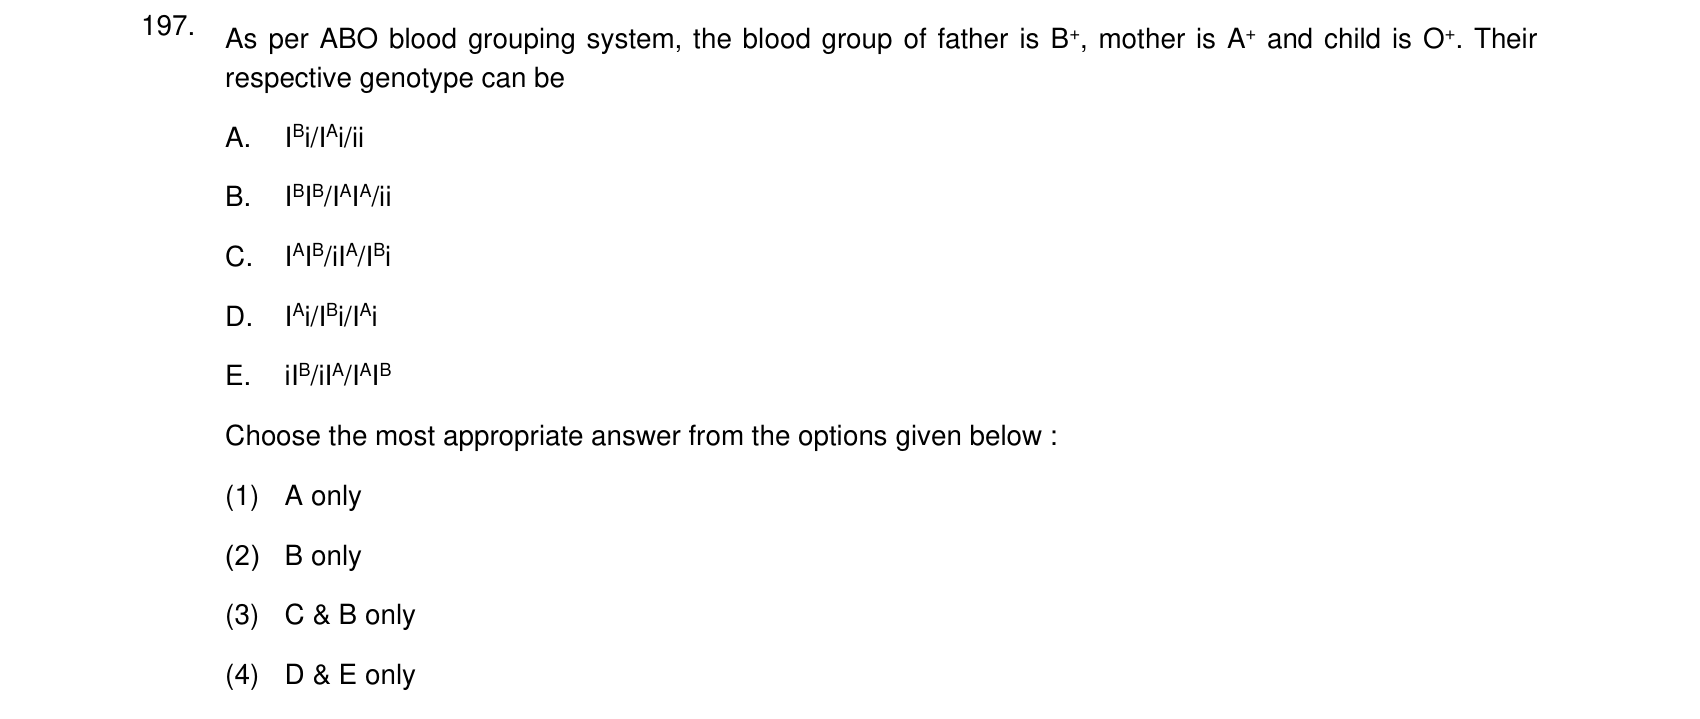 197.
As per ABO blood grouping system, the blood group of father is B⁺, mother is A⁺ and child is O⁺. Their
respective genotype can be
A. Iᴮi/Iᴬi/ii
B. IᴮIᴮ/IᴬIᴬ/ii
C. IᴬIᴮ/iIᴬ/Iᴮi
D. Iᴬi/Iᴮi/Iᴬi
E. iIᴮ/iIᴬ/IᴬIᴮ
Choose the most appropriate answer from the options given below :
(1) A only
(2) B only
(3) C & B only
(4) D & E only